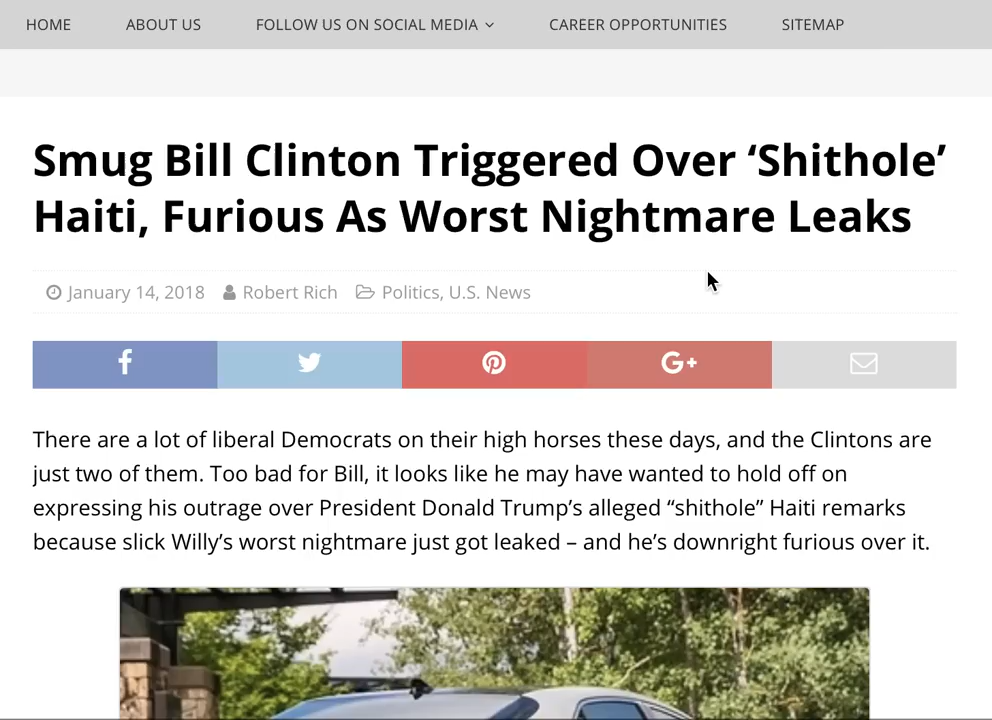 HOME ABOUT US FOLLOW US ON SOCIAL MEDIA CAREER OPPORTUNITIES SITEMAP
Smug Bill Clinton Triggered Over ‘Shithole’
Haiti, Furious As Worst Nightmare Leaks
January 14, 2018 Robert Rich Politics, U.S. News
G+
There are a lot of liberal Democrats on their high horses these days, and the Clintons are
just two of them. Too bad for Bill, it looks like he may have wanted to hold off on
expressing his outrage over President Donald Trump’s alleged “shithole” Haiti remarks
because slick Willy’s worst nightmare just got leaked – and he’s downright furious over it.